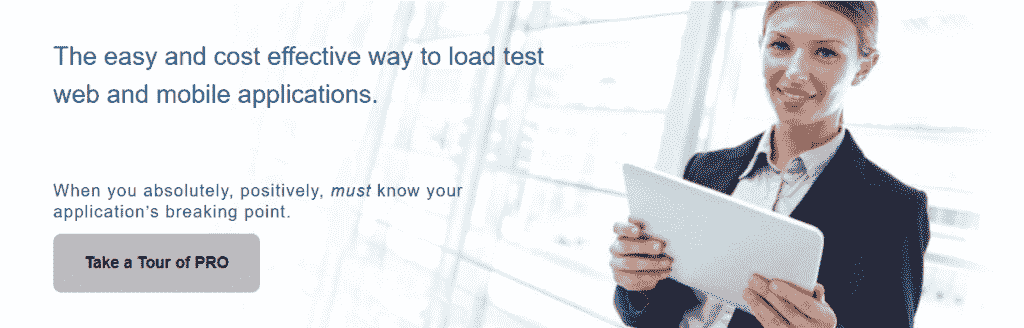 The easy and cost effective way to load test
web and mobile applications.
When you absolutely, positively, must know your
application's breaking point.
Take a Tour of PRO